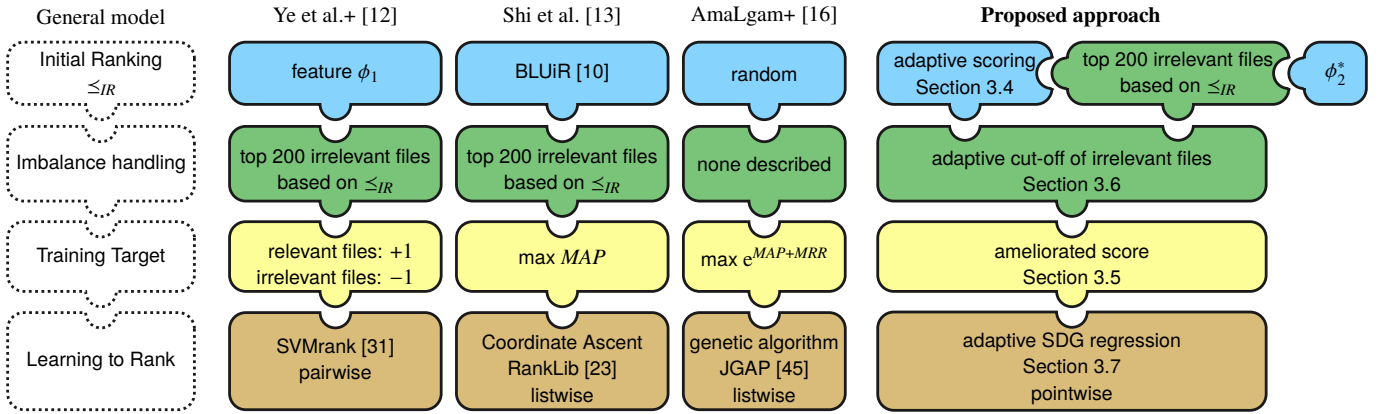 General model
Ye et al.+ [12]
Shi et al. [13]
AmaLgam+ [16]
Proposed approach
Initial Ranking
⪯IR
feature ϕ1
BLUiR [10]
random
adaptive scoring
Section 3.4
top 200 irrelevant files
based on ⪯IR
ϕ2*
Imbalance handling
top 200 irrelevant files
based on ⪯IR
top 200 irrelevant files
based on ⪯IR
none described
adaptive cut-off of irrelevant files
Section 3.6
Training Target
relevant files: +1
irrelevant files: −1
max MAP
max e^MAP+MRR
ameliorated score
Section 3.5
Learning to Rank
SVMrank [31]
pairwise
Coordinate Ascent
RankLib [23]
listwise
genetic algorithm
JGAP [45]
listwise
adaptive SDG regression
Section 3.7
pointwise